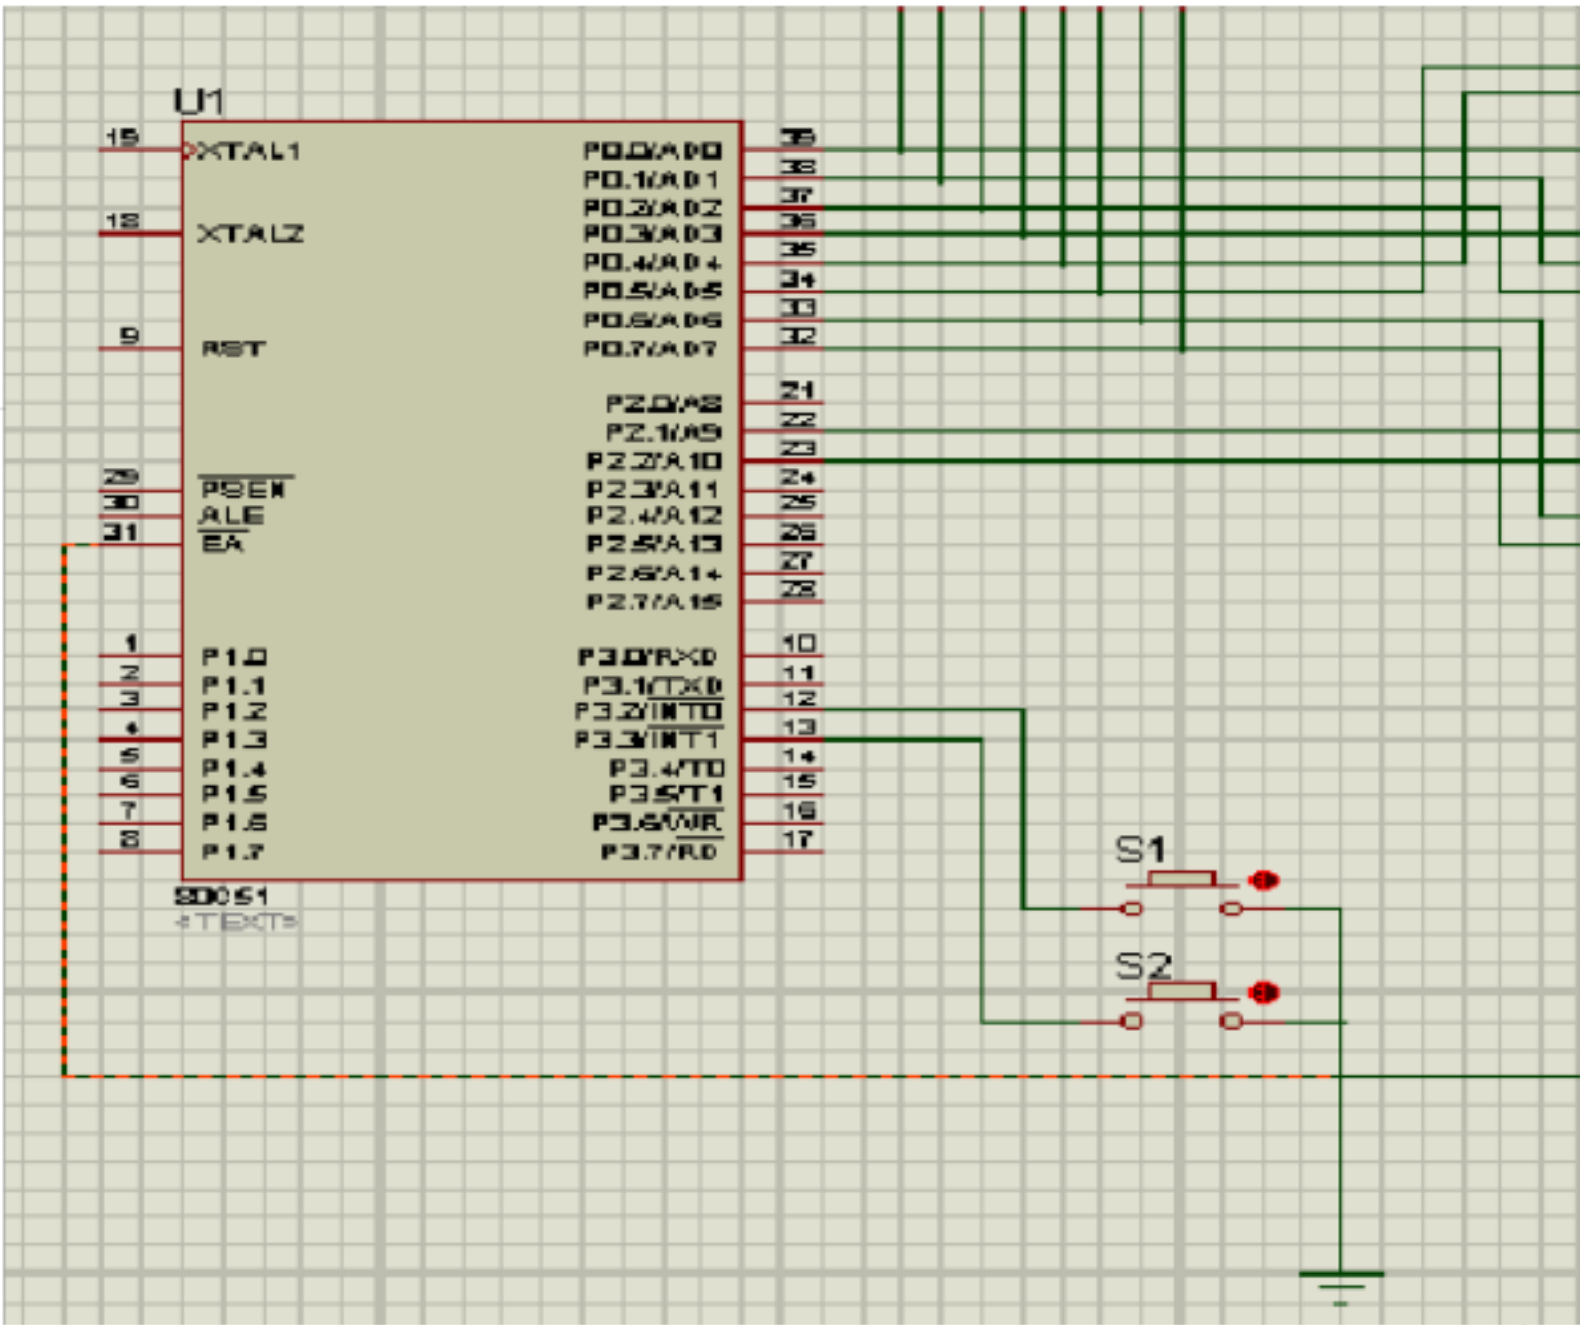 U1
19 XTAL1 P0.0/AD0 39
P0.1/AD1 38
P0.2/AD2 37
18 XTAL2 P0.3/AD3 36
P0.4/AD4 35
P0.5/AD5 34
P0.6/AD6 33
9 RST P0.7/AD7 32
P2.0/A8 21
P2.1/A9 22
P2.2/A10 23
29 PSEN P2.3/A11 24
30 ALE P2.4/A12 25
31 EA P2.5/A13 26
P2.6/A14 27
P2.7/A15 28
1 P1.0 P3.0/RXD 10
2 P1.1 P3.1/TXD 11
3 P1.2 P3.2/INT0 12
4 P1.3 P3.3/INT1 13
5 P1.4 P3.4/T0 14
6 P1.5 P3.5/T1 15
7 P1.6 P3.6/WR 16
8 P1.7 P3.7/RD 17
80C51
<TEXT>
S1
S2